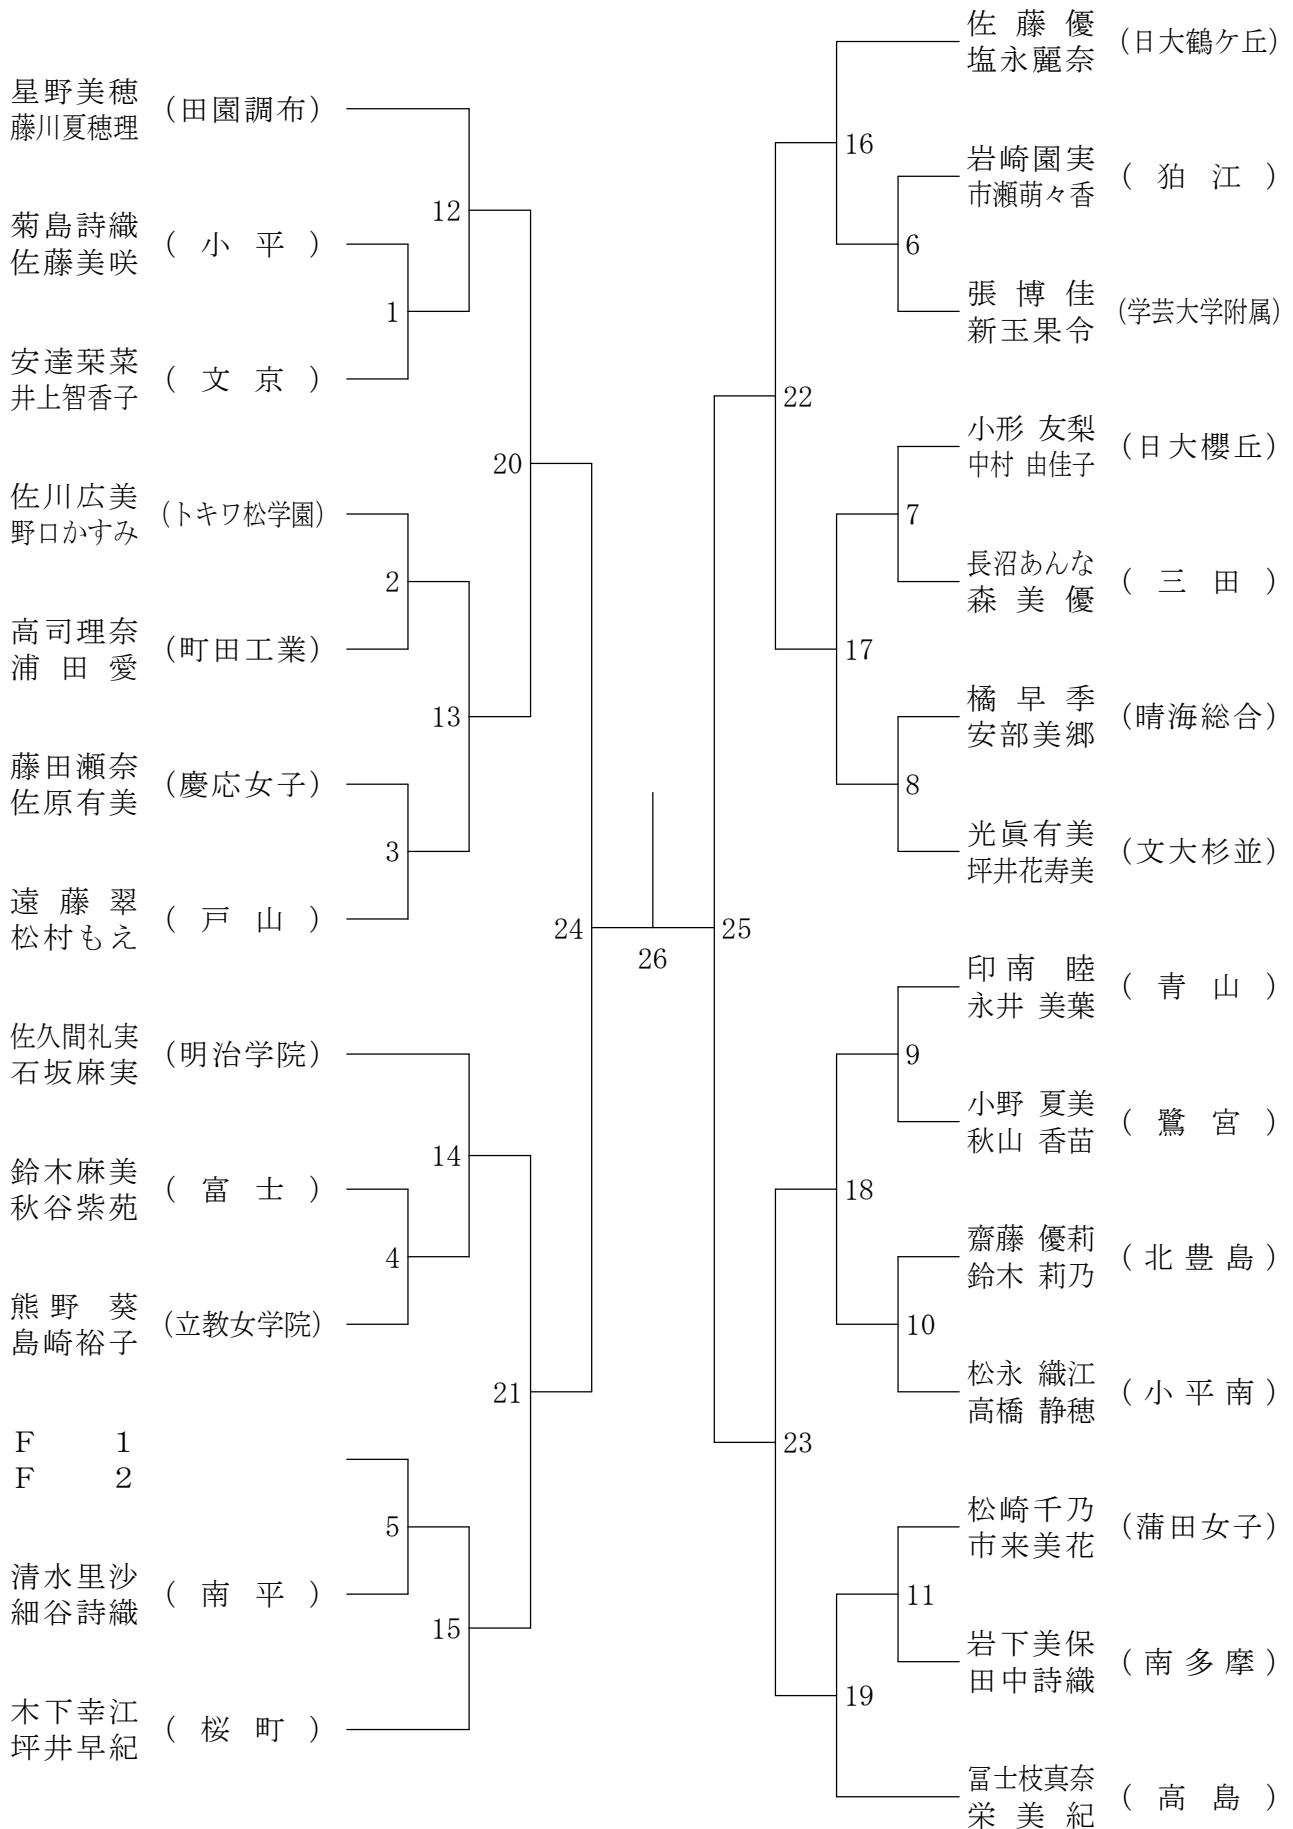 星野美穂
藤川夏穂理
(田園調布)
菊島詩織
佐藤美咲
(小平)
安達栞菜
井上智香子
(文京)
佐川広美
野口かすみ
(トキワ松学園)
高司理奈
浦田愛
(町田工業)
藤田瀬奈
佐原有美
(慶応女子)
遠藤翠
松村もえ
(戸山)
佐久間礼実
石坂麻実
(明治学院)
鈴木麻美
秋谷紫苑
(富士)
熊野葵
島崎裕子
(立教女学院)
F 1
F 2
清水里沙
細谷詩織
(南平)
木下幸江
坪井早紀
(桜町)
12
1
20
2
13
3
24
14
4
21
5
15
26
佐藤優
塩永麗奈
(日大鶴ケ丘)
岩崎園実
市瀬萌々香
(狛江)
張博佳
新玉果令
(学芸大学附属)
小形 友梨
中村 由佳子
(日大櫻丘)
長沼あんな
森美優
(三田)
橘早季
安部美郷
(晴海総合)
光眞有美
坪井花寿美
(文大杉並)
印南 睦
永井 美葉
(青山)
小野 夏美
秋山 香苗
(鷺宮)
齋藤 優莉
鈴木 莉乃
(北豊島)
松永 織江
高橋 静穂
(小平南)
松崎千乃
市来美花
(蒲田女子)
岩下美保
田中詩織
(南多摩)
冨士枝真奈
栄美紀
(高島)
16
6
22
7
17
8
25
9
18
10
23
11
19